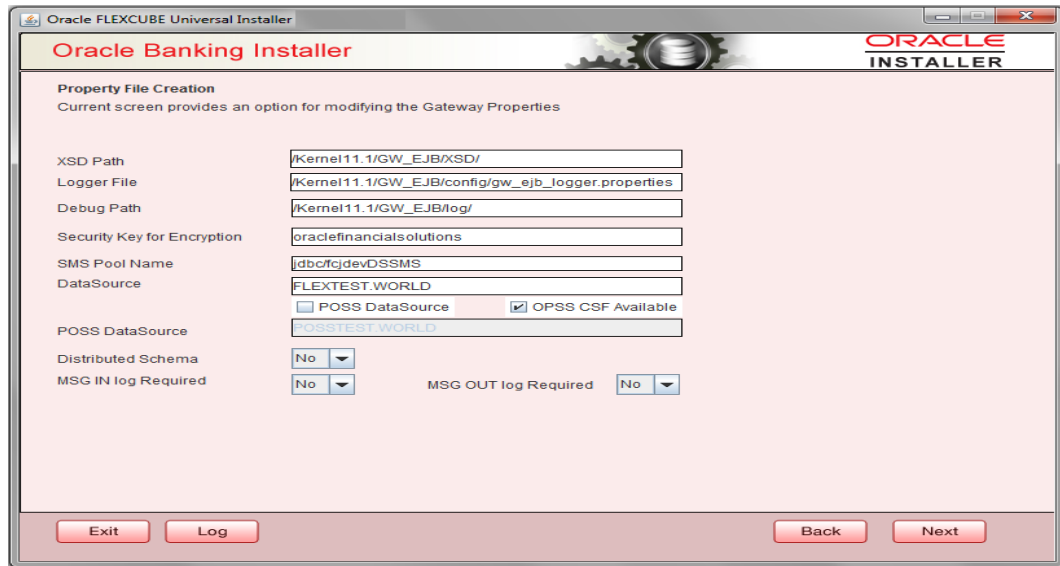 Oracle FLEXCUBE Universal Installer
Oracle Banking Installer
ORACLE
INSTALLER
Property File Creation
Current screen provides an option for modifying the Gateway Properties
XSD Path /Kernel11.1/GW_EJB/XSD/
Logger File /Kernel11.1/GW_EJB/config/gw_ejb_logger.properties
Debug Path /Kernel11.1/GW_EJB/log/
Security Key for Encryption oraclefinancialsolutions
SMS Pool Name jdbc/fcjdevDSSMS
DataSource FLEXTEST.WORLD
POSS DataSource OPSS CSF Available
POSS DataSource POSSTEST.WORLD
Distributed Schema No
MSG IN log Required No MSG OUT log Required No
Exit Log Back Next